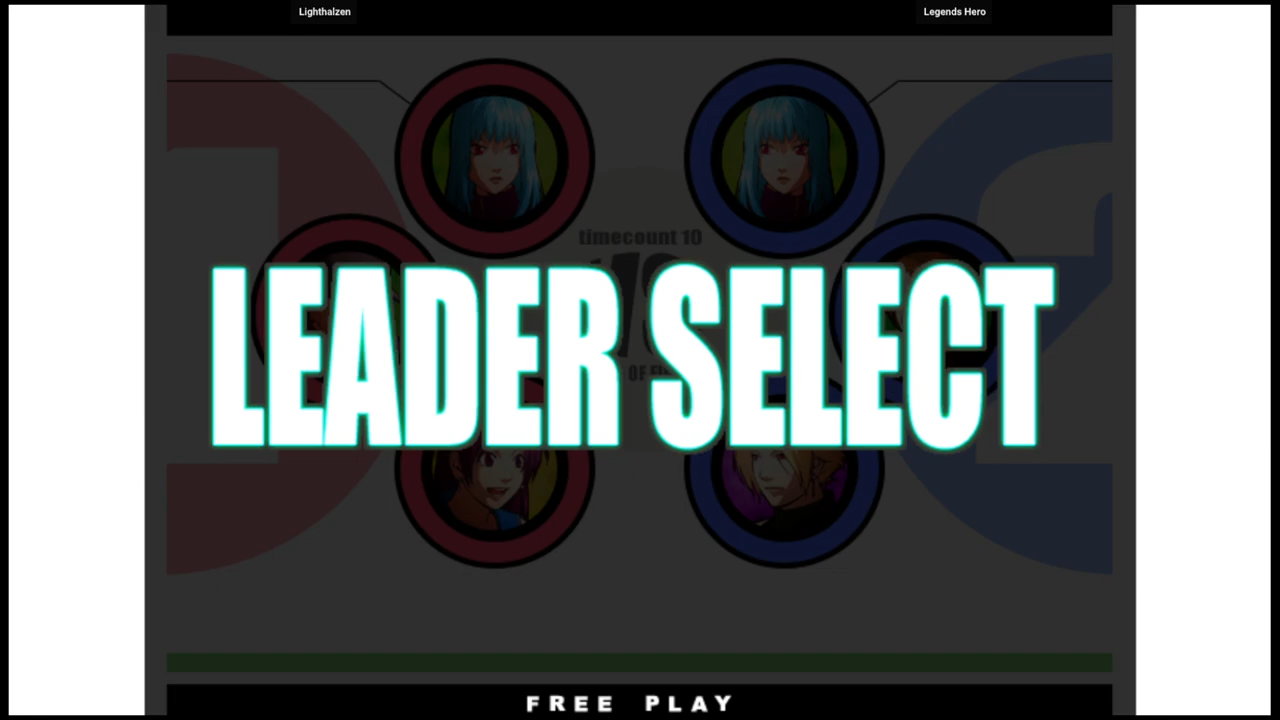 Lighthalzen
Legends Hero
timecount 10
LEADER SELECT
FREE PLAY